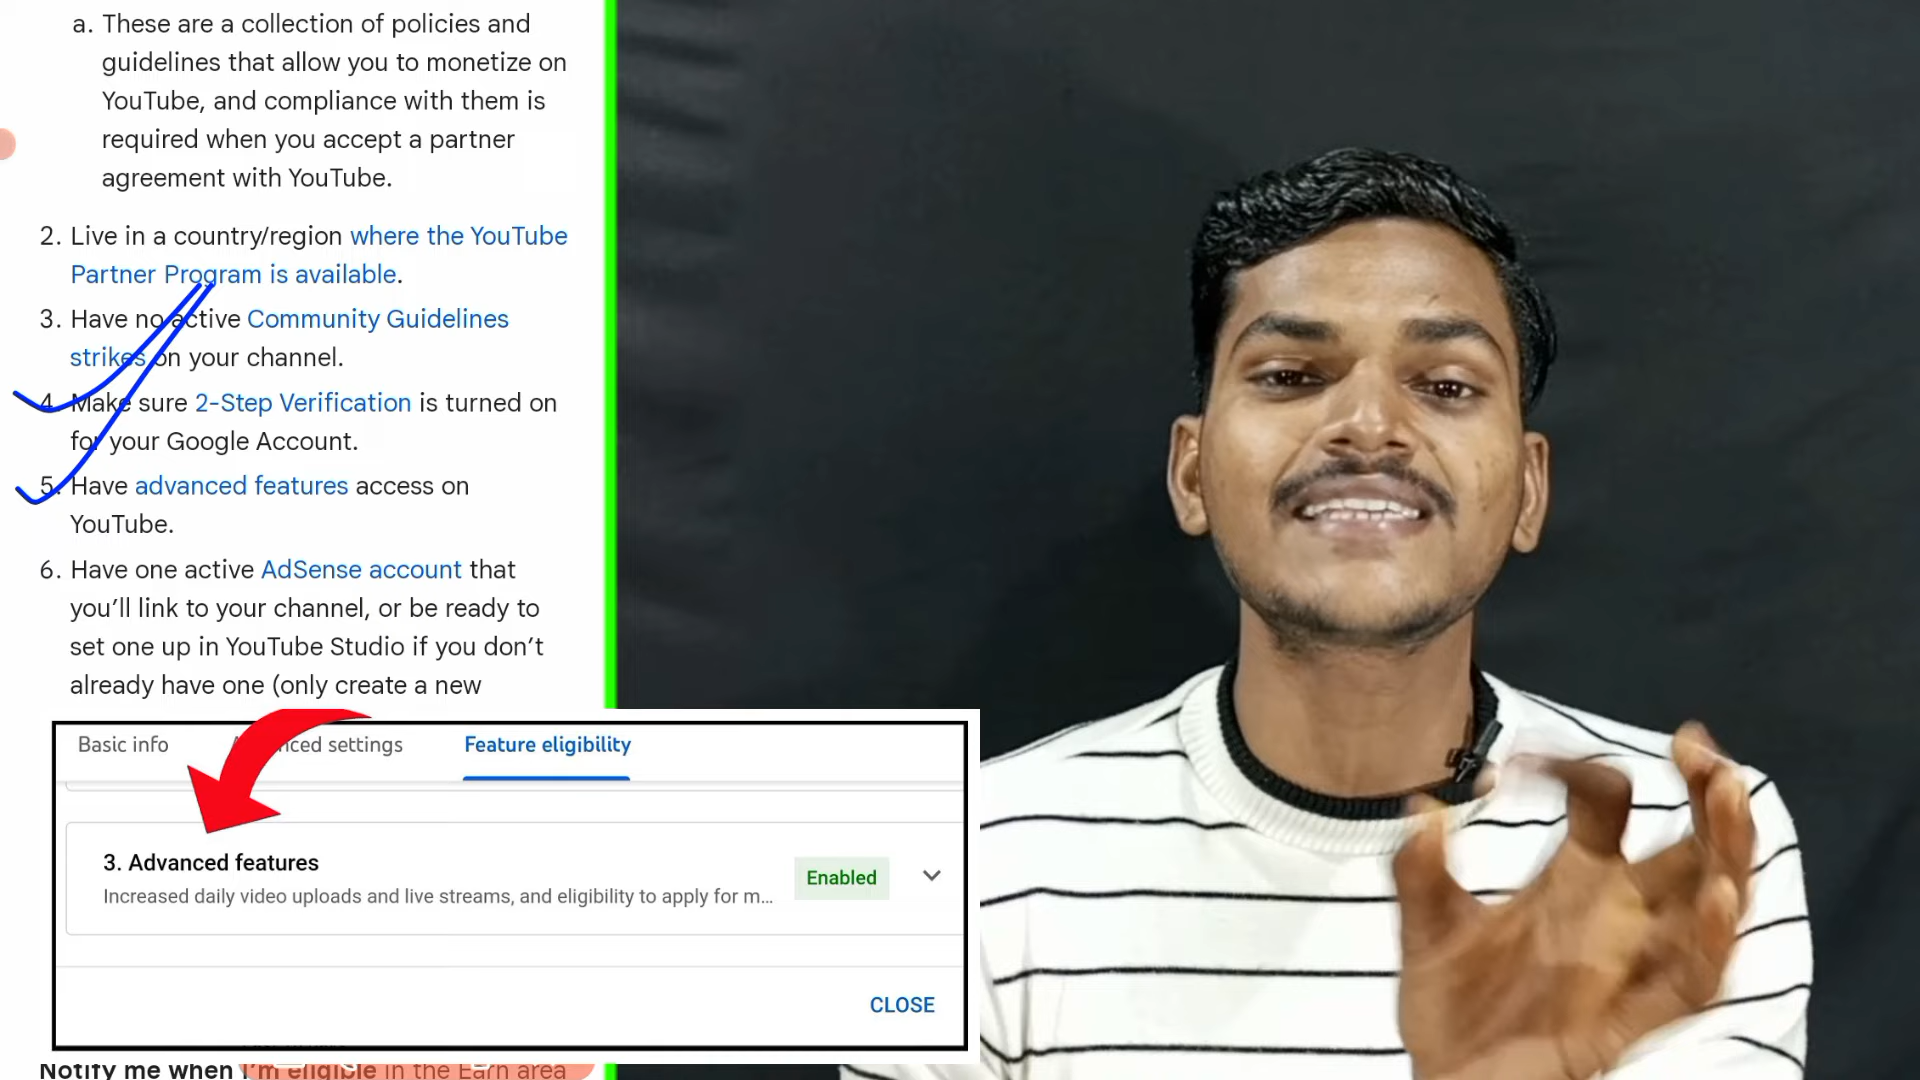 a. These are a collection of policies and
guidelines that allow you to monetize on
YouTube, and compliance with them is
required when you accept a partner
agreement with YouTube.
2. Live in a country/region where the YouTube
Partner Program is available.
3. Have no active Community Guidelines
strikes on your channel.
4. Make sure 2-Step Verification is turned on
for your Google Account.
5. Have advanced features access on
YouTube.
6. Have one active AdSense account that
you’ll link to your channel, or be ready to
set one up in YouTube Studio if you don’t
already have one (only create a new
Basic info settings Feature eligibility
3. Advanced features
Increased daily video uploads and live streams, and eligibility to apply for m...
Enabled
CLOSE
Notify me when I’m eligible in the Earn area